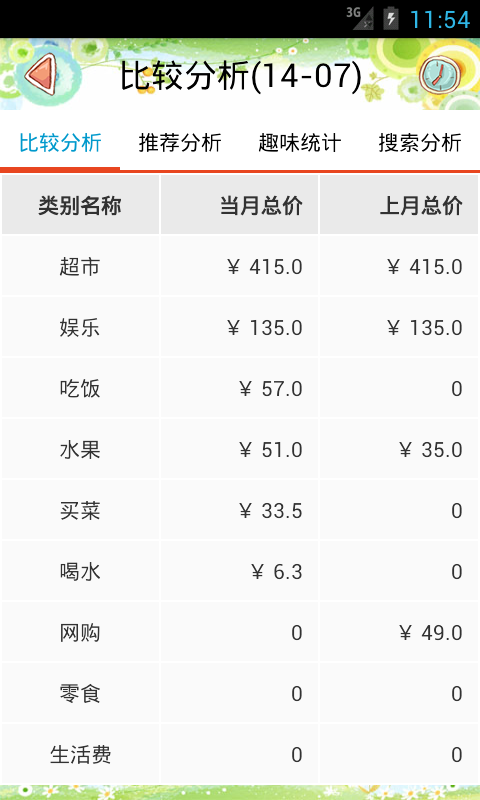 3G 11:54
比较分析(14-07)
比较分析 推荐分析 趣味统计 搜索分析
类别名称 当月总价 上月总价
超市 ￥ 415.0 ￥ 415.0
娱乐 ￥ 135.0 ￥ 135.0
吃饭 ￥ 57.0 0
水果 ￥ 51.0 ￥ 35.0
买菜 ￥ 33.5 0
喝水 ￥ 6.3 0
网购 0 ￥ 49.0
零食 0 0
生活费 0 0